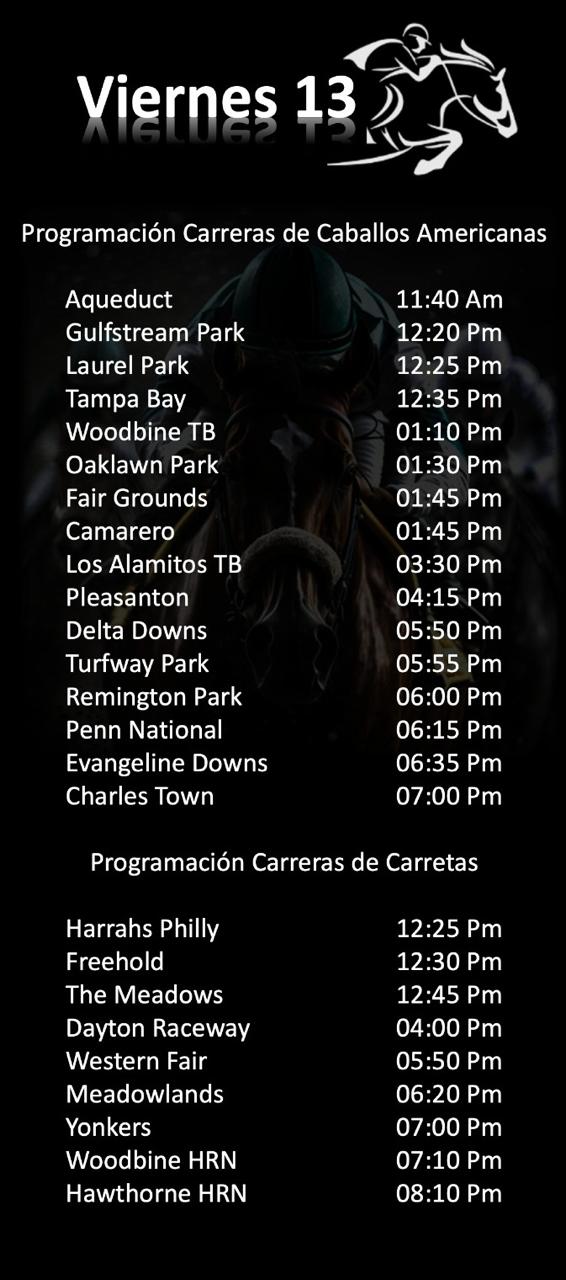 Viernes 13
Programación Carreras de Caballos Americanas
Aqueduct 11:40 Am
Gulfstream Park 12:20 Pm
Laurel Park 12:25 Pm
Tampa Bay 12:35 Pm
Woodbine TB 01:10 Pm
Oaklawn Park 01:30 Pm
Fair Grounds 01:45 Pm
Camarero 01:45 Pm
Los Alamitos TB 03:30 Pm
Pleasanton 04:15 Pm
Delta Downs 05:50 Pm
Turfway Park 05:55 Pm
Remington Park 06:00 Pm
Penn National 06:15 Pm
Evangeline Downs 06:35 Pm
Charles Town 07:00 Pm
Programación Carreras de Carretas
Harrahs Philly 12:25 Pm
Freehold 12:30 Pm
The Meadows 12:45 Pm
Dayton Raceway 04:00 Pm
Western Fair 05:50 Pm
Meadowlands 06:20 Pm
Yonkers 07:00 Pm
Woodbine HRN 07:10 Pm
Hawthorne HRN 08:10 Pm